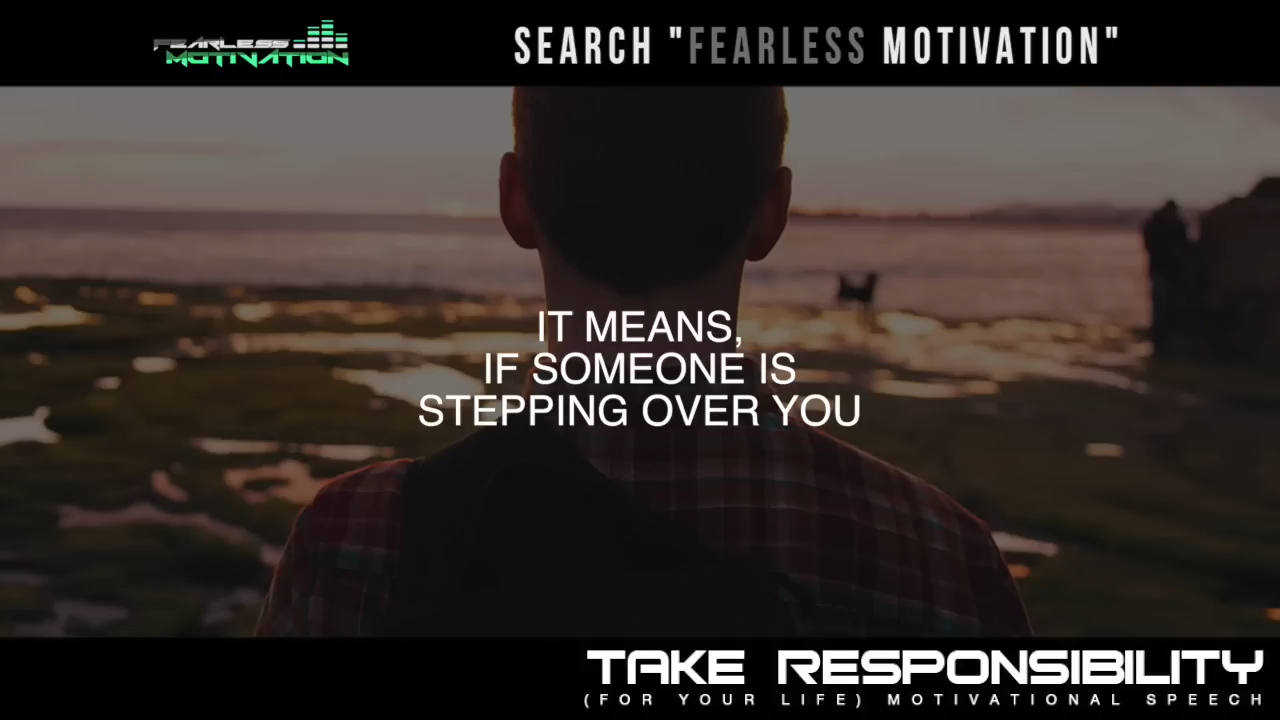 FEARLESS
MOTIVATION
SEARCH "FEARLESS MOTIVATION"
IT MEANS,
IF SOMEONE IS
STEPPING OVER YOU
TAKE RESPONSIBILITY
(FOR YOUR LIFE) MOTIVATIONAL SPEECH